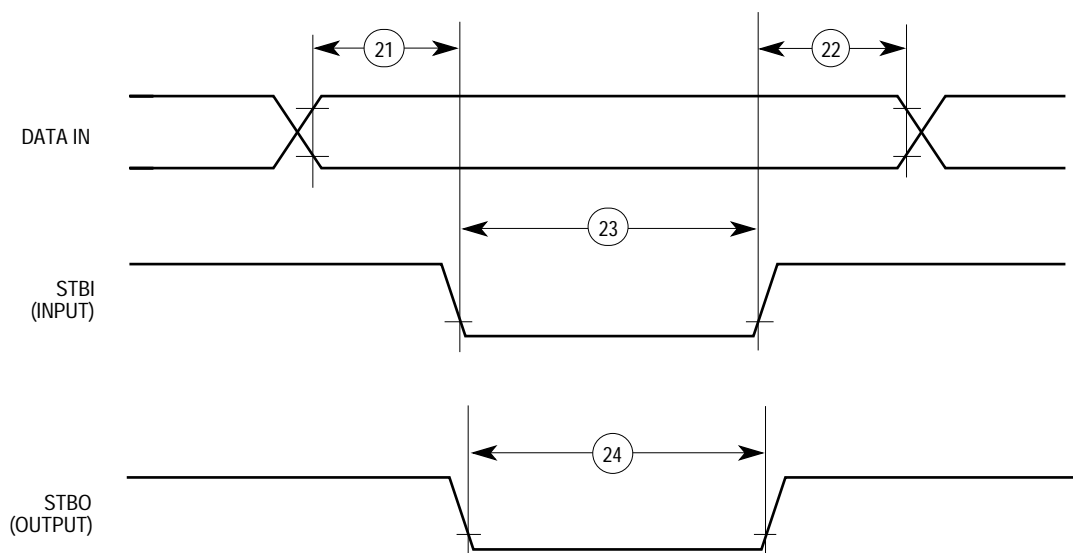 21
22
DATA IN
23
STBI
(INPUT)
24
STBO
(OUTPUT)